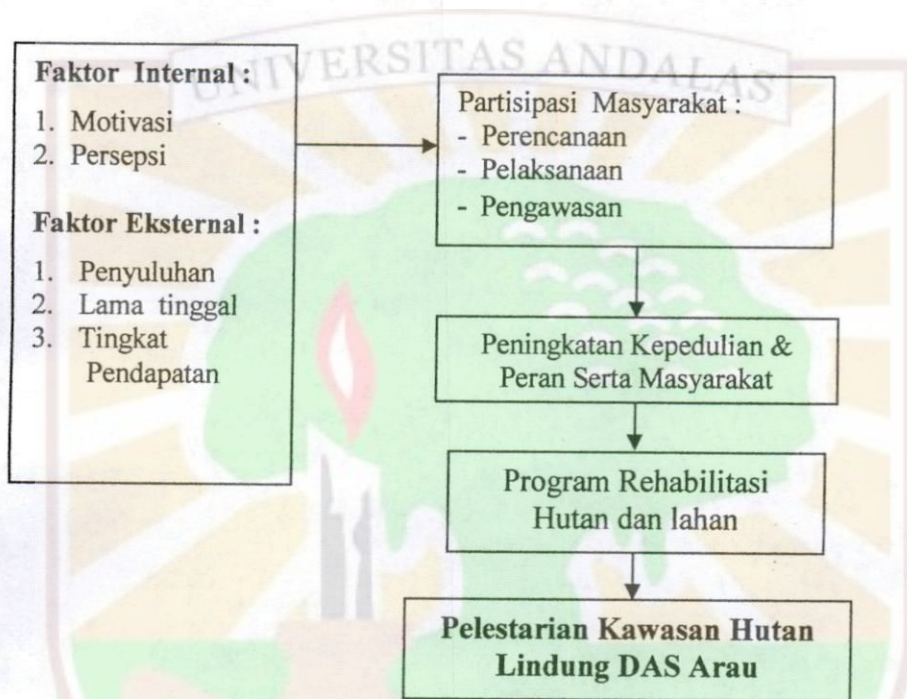 UNIVERSITAS ANDALAS
Faktor Internal :
1. Motivasi
2. Persepsi
Faktor Eksternal :
1. Penyuluhan
2. Lama tinggal
3. Tingkat
Pendapatan
Partisipasi Masyarakat :
- Perencanaan
- Pelaksanaan
- Pengawasan
Peningkatan Kepedulian &
Peran Serta Masyarakat
Program Rehabilitasi
Hutan dan lahan
Pelestarian Kawasan Hutan
Lindung DAS Arau